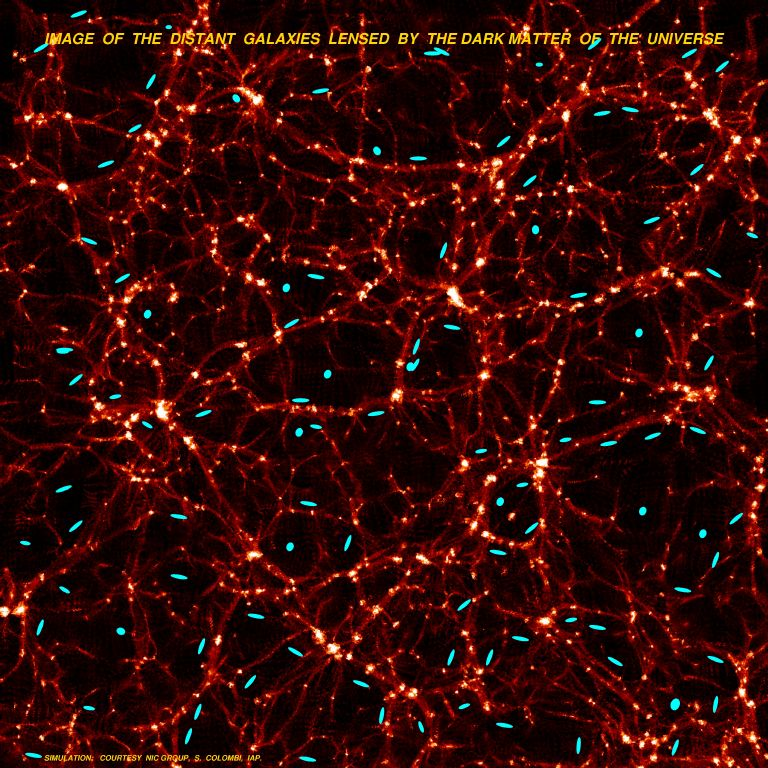 IMAGE OF THE DISTANT GALAXIES LENSED BY THE DARK MATTER OF THE UNIVERSE
SIMULATION: COURTESY NIC GROUP, S. COLOMBI, IAP.